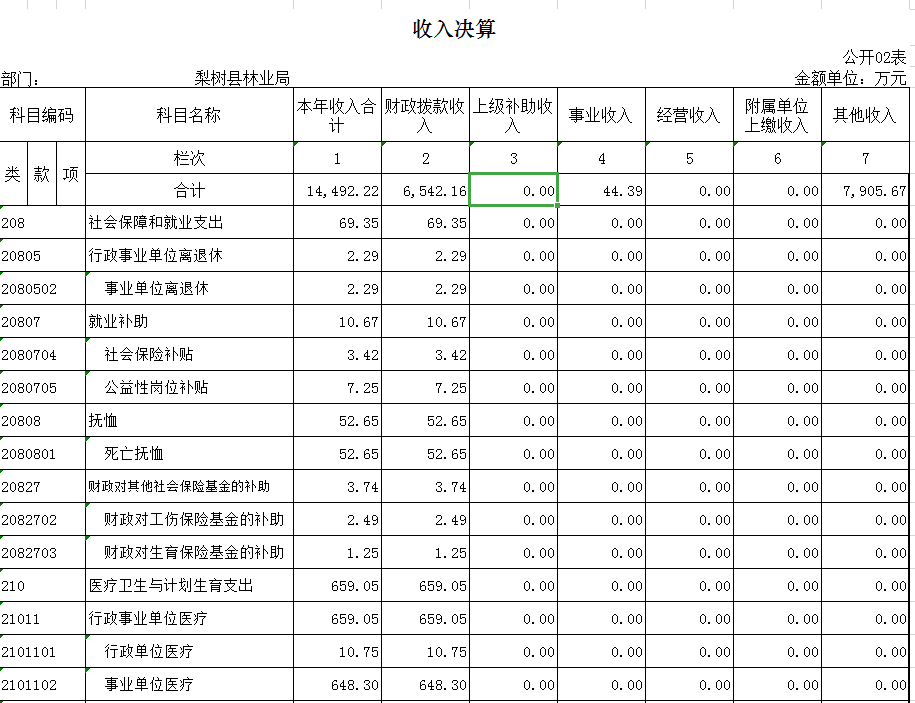 收入决算
公开02表
部门： 梨树县林业局 金额单位：万元
科目编码 科目名称 本年收入合计 财政拨款收入 上级补助收入 事业收入 经营收入 附属单位上缴收入 其他收入
类 款 项 栏次 1 2 3 4 5 6 7
合计 14,492.22 6,542.16 0.00 44.39 0.00 0.00 7,905.67
208 社会保障和就业支出 69.35 69.35 0.00 0.00 0.00 0.00 0.00
20805 行政事业单位离退休 2.29 2.29 0.00 0.00 0.00 0.00 0.00
2080502 事业单位离退休 2.29 2.29 0.00 0.00 0.00 0.00 0.00
20807 就业补助 10.67 10.67 0.00 0.00 0.00 0.00 0.00
2080704 社会保险补贴 3.42 3.42 0.00 0.00 0.00 0.00 0.00
2080705 公益性岗位补贴 7.25 7.25 0.00 0.00 0.00 0.00 0.00
20808 抚恤 52.65 52.65 0.00 0.00 0.00 0.00 0.00
2080801 死亡抚恤 52.65 52.65 0.00 0.00 0.00 0.00 0.00
20827 财政对其他社会保险基金的补助 3.74 3.74 0.00 0.00 0.00 0.00 0.00
2082702 财政对工伤保险基金的补助 2.49 2.49 0.00 0.00 0.00 0.00 0.00
2082703 财政对生育保险基金的补助 1.25 1.25 0.00 0.00 0.00 0.00 0.00
210 医疗卫生与计划生育支出 659.05 659.05 0.00 0.00 0.00 0.00 0.00
21011 行政事业单位医疗 659.05 659.05 0.00 0.00 0.00 0.00 0.00
2101101 行政单位医疗 10.75 10.75 0.00 0.00 0.00 0.00 0.00
2101102 事业单位医疗 648.30 648.30 0.00 0.00 0.00 0.00 0.00